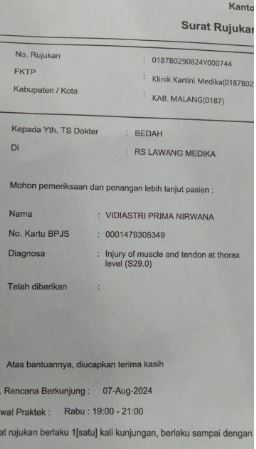 Kanto
Surat Rujukan
No. Rujukan : 0187B0290824Y000744
FKTP : Klinik Kartini Medika(0187B02
Kabupaten / Kota : KAB. MALANG(0187)
Kepada Yth. TS Dokter : BEDAH
Di : RS LAWANG MEDIKA
Mohon pemeriksaan dan penangan lebih lanjut pasien :
Nama : VIDIASTRI PRIMA NIRWANA
No. Kartu BPJS : 0001479305349
Diagnosa : Injury of muscle and tendon at thorax
level (S29.0)
Telah diberikan :
Atas bantuannya, diucapkan terima kasih
. Rencana Berkunjung : 07-Aug-2024
wal Praktek : Rabu : 19:00 - 21:00
at rujukan berlaku 1[satu] kali kunjungan, berlaku sampai dengan